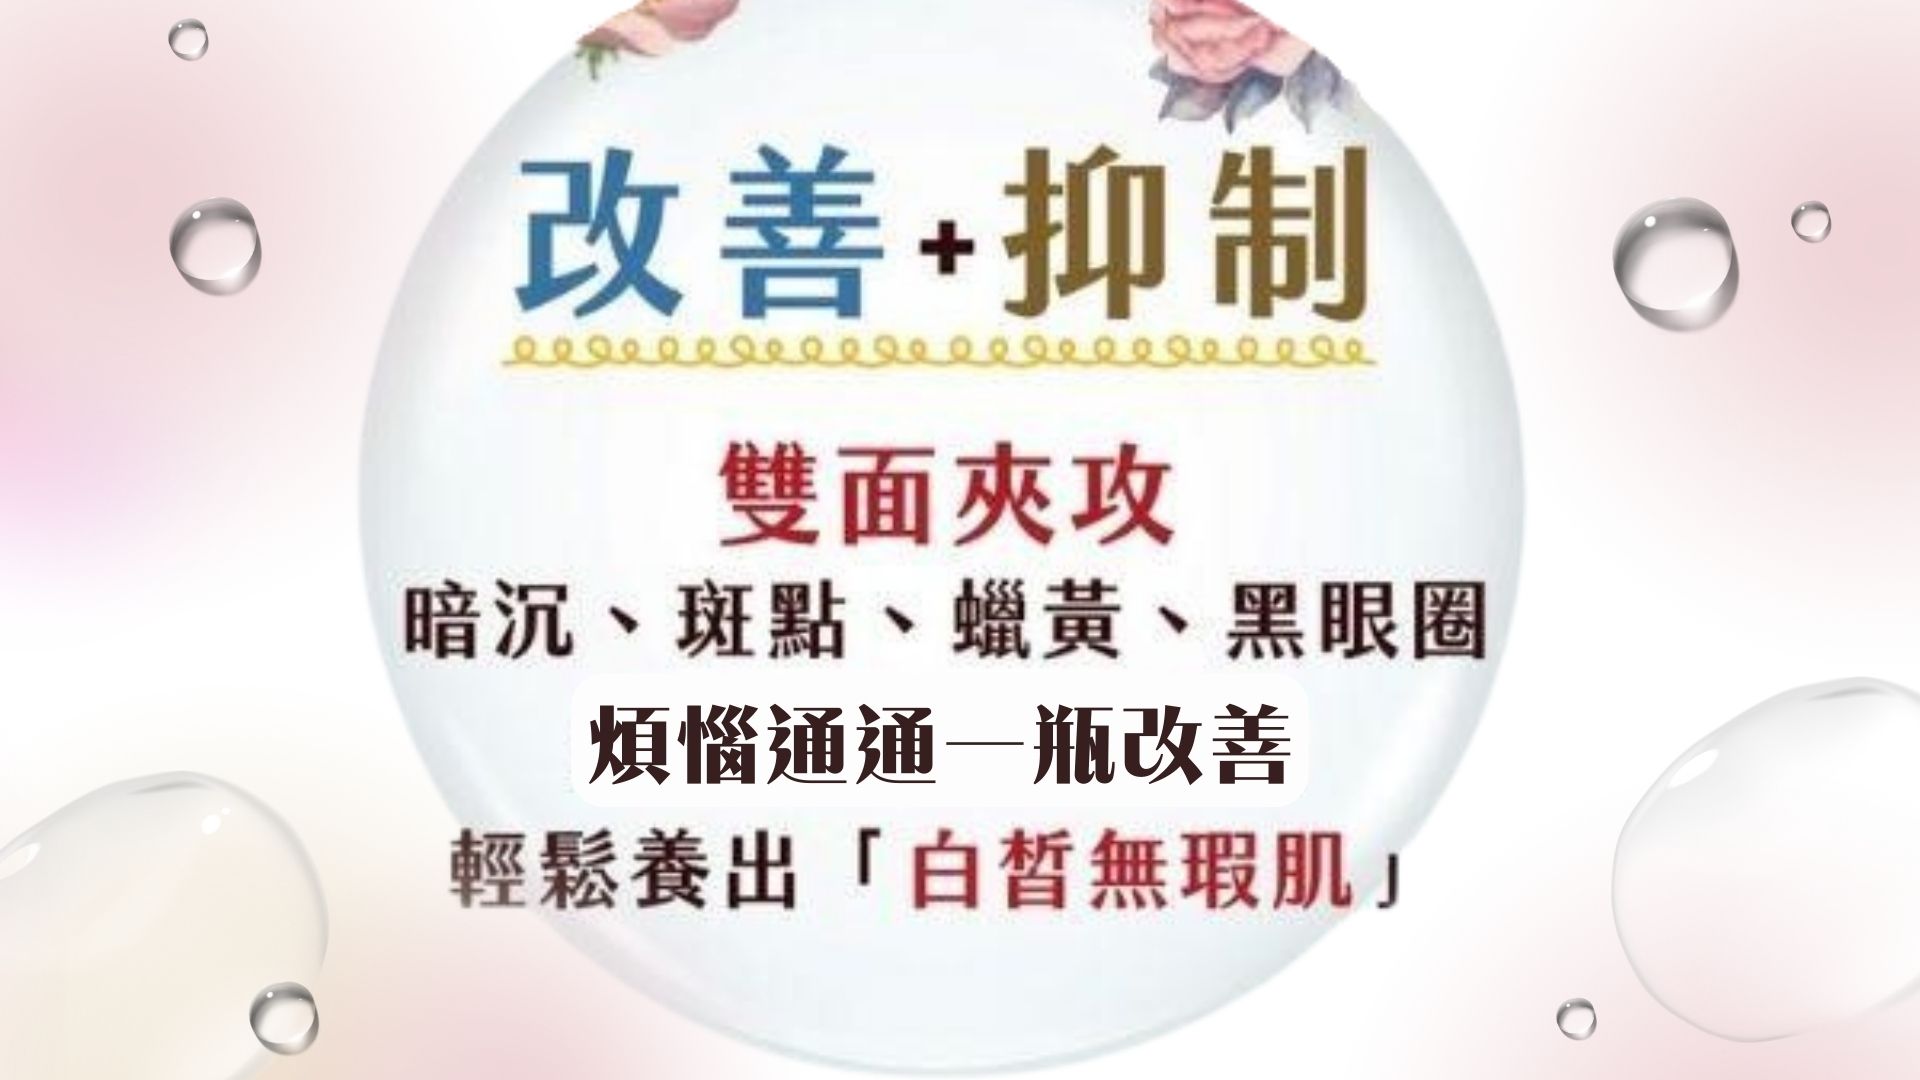 改善+抑制
雙面夾攻
暗沉、斑點、蠟黃、黑眼圈
煩惱通通一瓶改善
輕鬆養出「白皙無瑕肌」